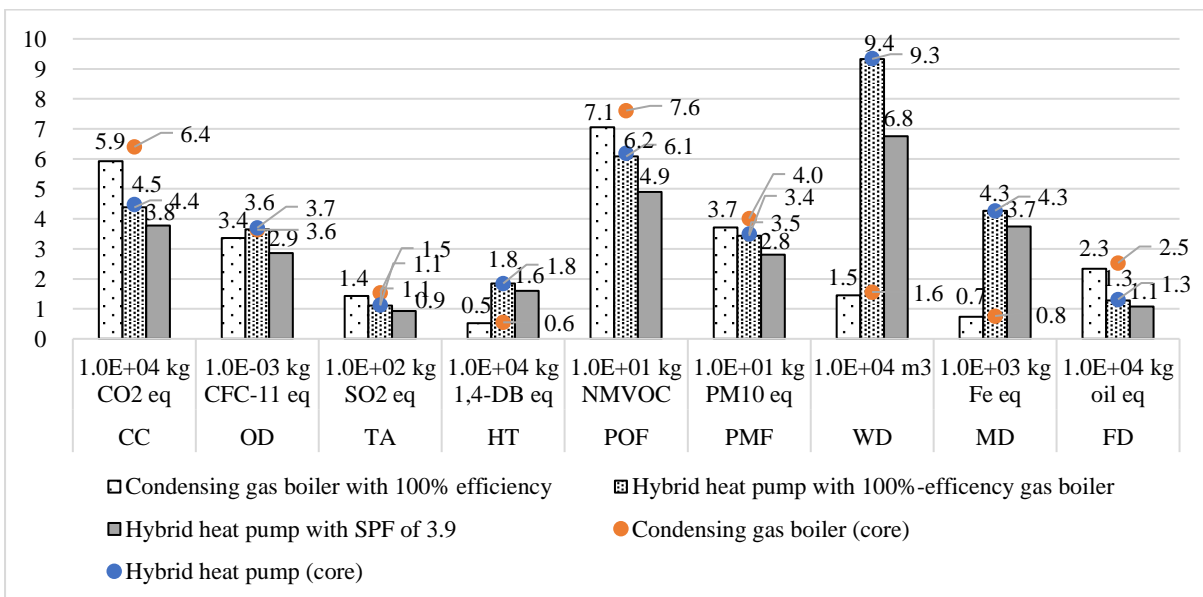 10
9
8
7
6
5
4
3
2
1
0
5.9 6.4 4.5 4.4 3.8
3.4 3.6 3.7 3.6 2.9
1.4 1.5 1.1 1.1 0.9
0.5 1.8 1.8 1.6 0.6
7.1 7.6 6.2 6.1 4.9
3.7 4.0 3.4 3.5 2.8
1.5 9.4 9.3 6.8 1.6
0.7 4.3 4.3 3.7 0.8
2.3 2.5 1.3 1.3 1.1
1.0E+04 kg 1.0E-03 kg 1.0E+02 kg 1.0E+04 kg 1.0E+01 kg 1.0E+01 kg 1.0E+04 m3 1.0E+03 kg 1.0E+04 kg
CO2 eq CFC-11 eq SO2 eq 1,4-DB eq NMVOC PM10 eq Fe eq oil eq
CC OD TA HT POF PMF WD MD FD
Condensing gas boiler with 100% efficiency
Hybrid heat pump with 100%-efficency gas boiler
Hybrid heat pump with SPF of 3.9
Condensing gas boiler (core)
Hybrid heat pump (core)